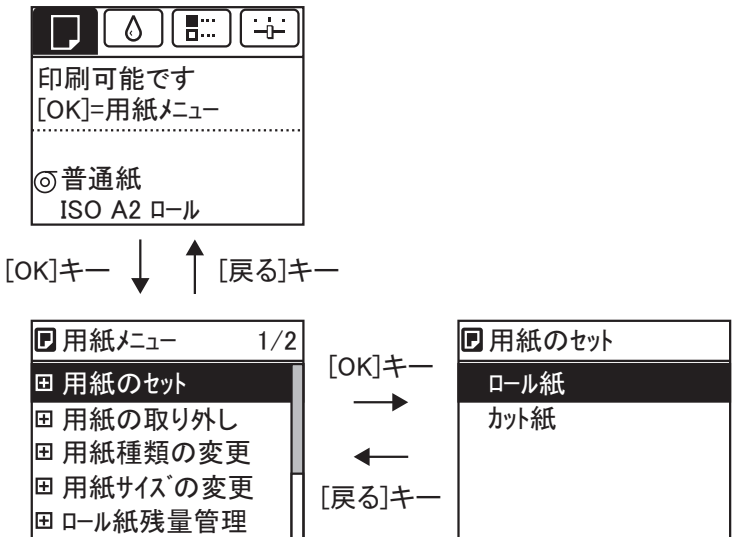 印刷可能です
[OK]=用紙メニュー
普通紙
ISO A2 ロール
[OK]キー
[戻る]キー
用紙メニュー 1/2
用紙のセット
用紙の取り外し
用紙種類の変更
用紙サイズの変更
ロール紙残量管理
[OK]キー
[戻る]キー
用紙のセット
ロール紙
カット紙